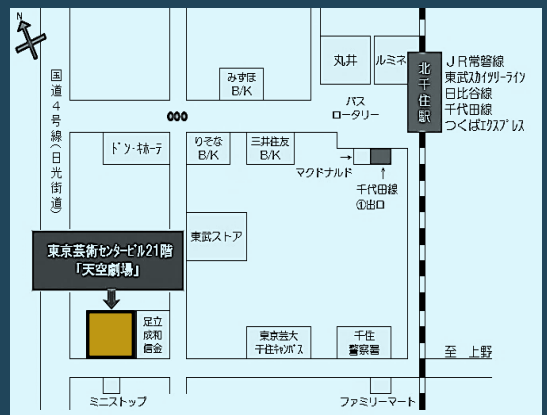 国道4号線(日光街道)
みずほ
B/K
丸井
ルミネ
北千住駅
JR常磐線
東武スカイツリーライン
日比谷線
千代田線
つくばエクスプレス
バス
ロータリー
ドン・キホーテ
りそな
B/K
三井住友
B/K
マクドナルド
千代田線
①出口
東武ストア
東京芸術センタービル21階
「天空劇場」
足立
成和
信金
東京芸大
千住キャンパス
千住
警察署
至 上野
ミニストップ
ファミリーマート
N